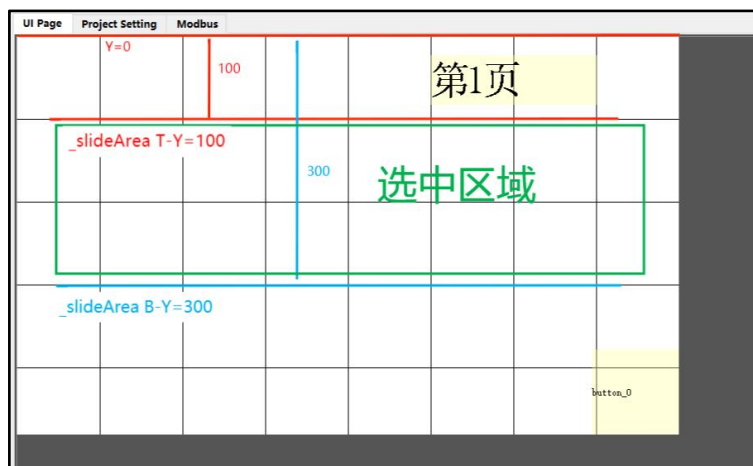 UI Page Project Setting Modbus
Y=0
100
第1页
_slideArea T-Y=100
300
选中区域
_slideArea B-Y=300
button_0